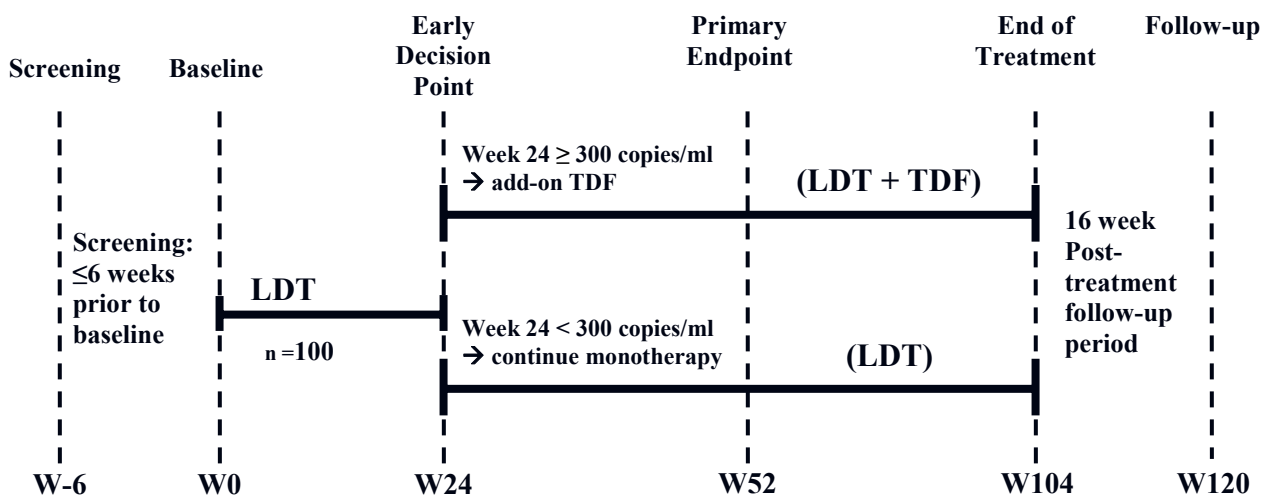 Screening
Baseline
Early
Decision
Point
Primary
Endpoint
End of
Treatment
Follow-up
Week 24 ≥ 300 copies/ml
→ add-on TDF
(LDT + TDF)
Screening:
≤6 weeks
prior to
baseline
LDT
n =100
Week 24 < 300 copies/ml
→ continue monotherapy
(LDT)
16 week
Post-
treatment
follow-up
period
W-6
W0
W24
W52
W104
W120